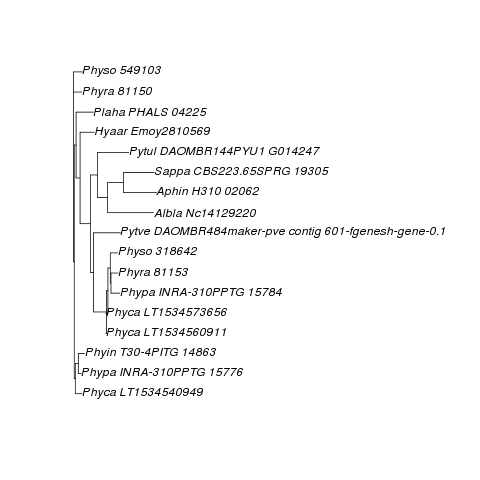 Physo 549103
Phyra 81150
Plaha PHALS 04225
Hyaar Emoy2810569
Pytul DAOMBR144PYU1 G014247
Sappa CBS223.65SPRG 19305
Aphin H310 02062
Albla Nc14129220
Pytve DAOMBR484maker-pve contig 601-fgenesh-gene-0.1
Physo 318642
Phyra 81153
Phypa INRA-310PPTG 15784
Phyca LT1534573656
Phyca LT1534560911
Phyin T30-4PITG 14863
Phypa INRA-310PPTG 15776
Phyca LT1534540949